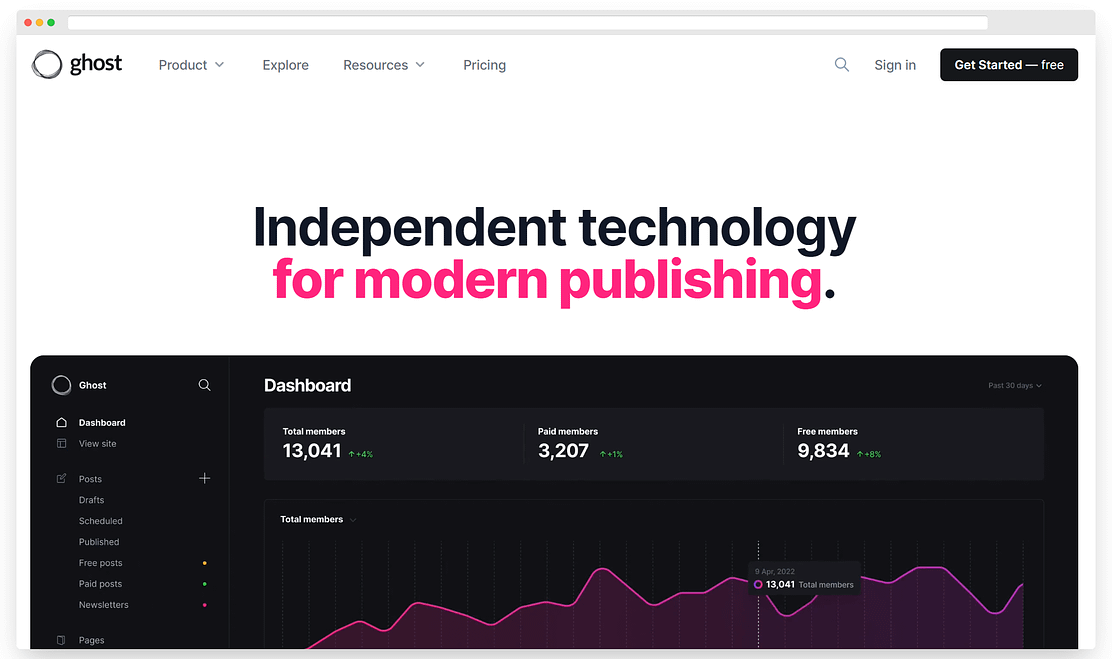 ghost
Product
Explore
Resources
Pricing
Sign in
Get Started — free
Independent technology
for modern publishing.
Ghost
Dashboard
View site
Posts
Drafts
Scheduled
Published
Free posts
Paid posts
Newsletters
Pages
Dashboard
Past 30 days
Total members
13,041 +4%
Paid members
3,207 +1%
Free members
9,834 +8%
Total members
9 Apr, 2022
13,041 Total members